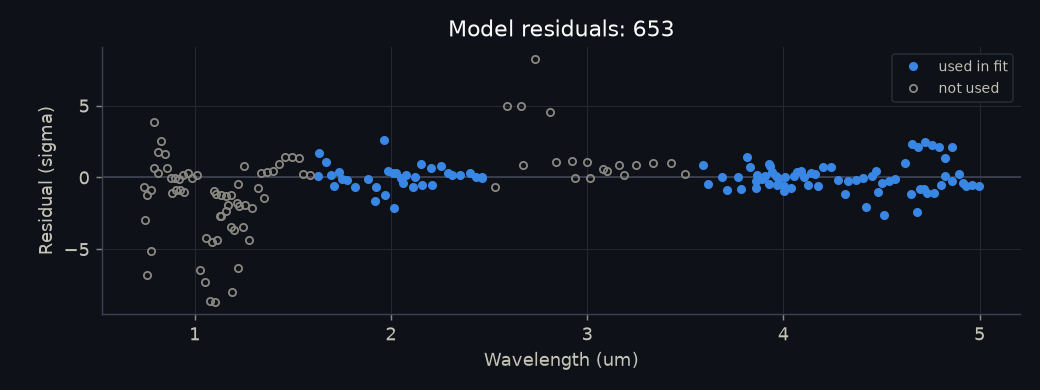 Model residuals: 653
used in fit
not used
Residual (sigma)
5
0
−5
1
2
3
4
5
Wavelength (um)